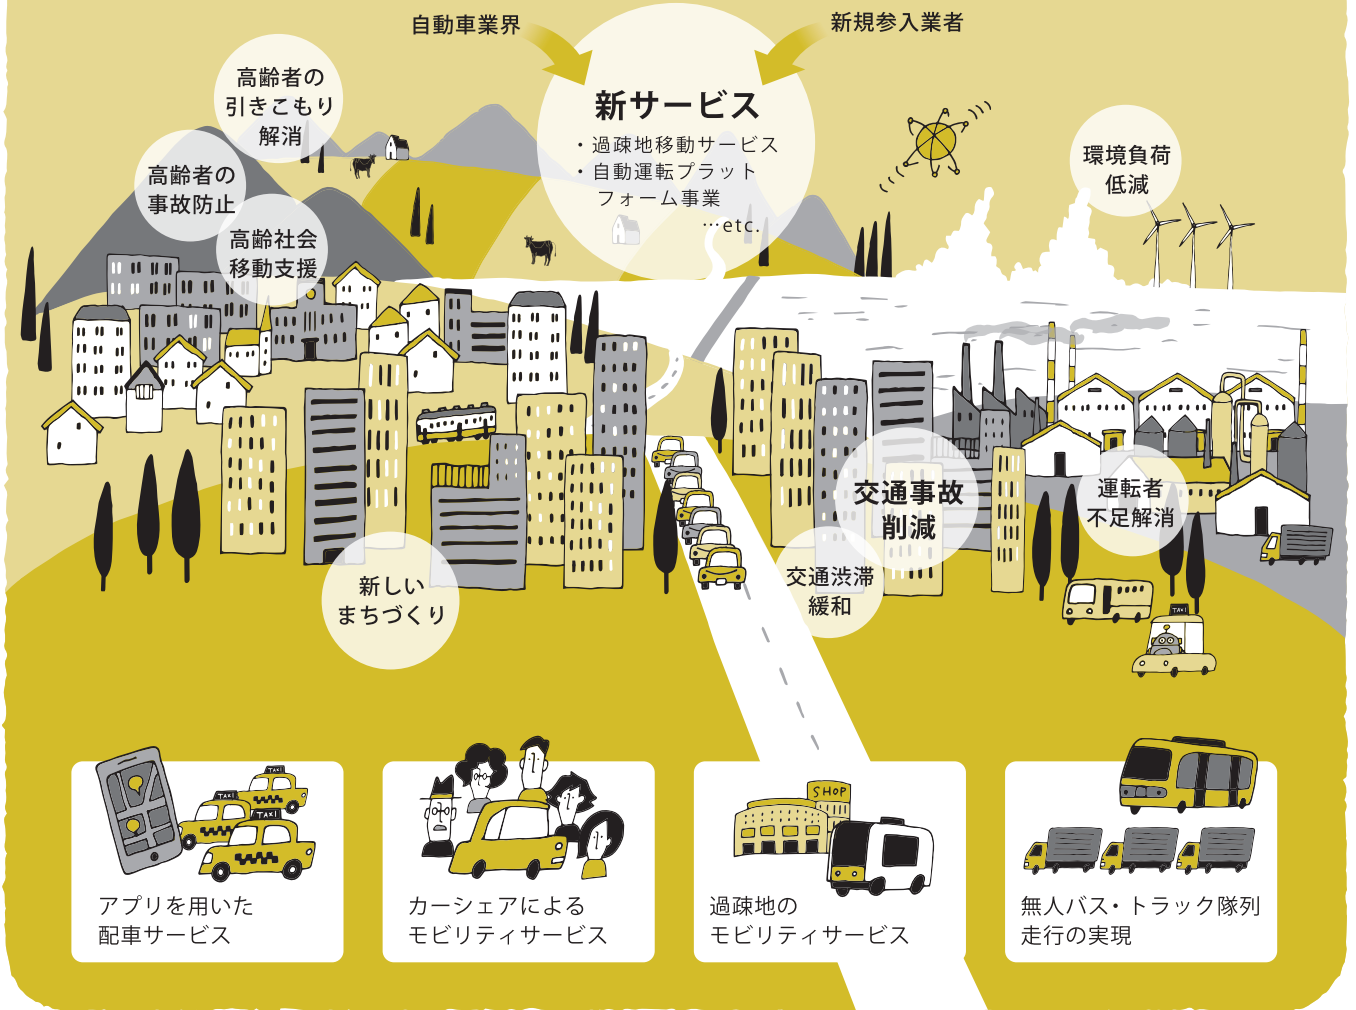 自動車業界
新規参入業者
新サービス
・過疎地移動サービス
・自動運転プラット
フォーム事業
…etc.
高齢者の
引きこもり
解消
高齢者の
事故防止
高齢社会
移動支援
環境負荷
低減
交通事故
削減
運転者
不足解消
交通渋滞
緩和
新しい
まちづくり
TAXI
TAXI
TAXI
TAXI
SHOP
アプリを用いた
配車サービス
カーシェアによる
モビリティサービス
過疎地の
モビリティサービス
無人バス・トラック隊列
走行の実現